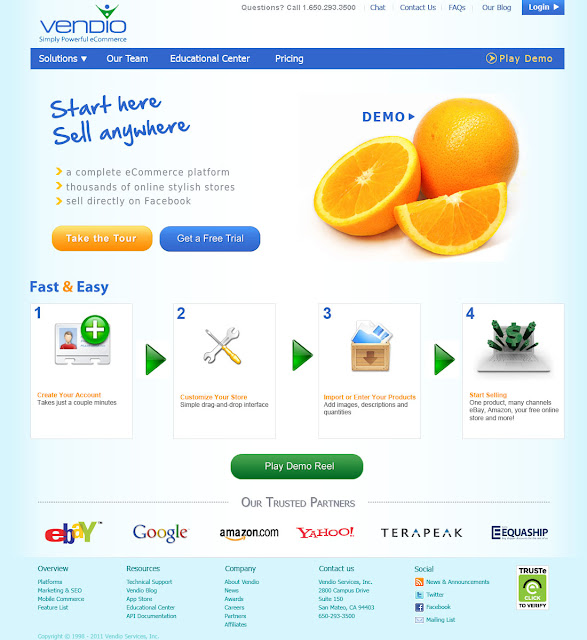 VENDIO
Simply Powerful eCommerce
Questions? Call 1.650.293.3500 | Chat | Contact Us | FAQs | Our Blog
Login
Solutions Our Team Educational Center Pricing
Play Demo
Start here
Sell anywhere
DEMO
a complete eCommerce platform
thousands of online stylish stores
sell directly on Facebook
Take the Tour
Get a Free Trial
Fast & Easy
1
Create Your Account
Takes just a couple minutes
2
Customize Your Store
Simple drag-and-drop interface
3
Import or Enter Your Products
Add images, descriptions and
quantities
4
Start Selling
One product, many channels
eBay, Amazon, your free online
store and more!
Play Demo Reel
Our Trusted Partners
ebay™
Google
amazon.com
YAHOO!
TERAPEAK
EQUASHIP
Overview
Platforms
Marketing & SEO
Mobile Commerce
Feature List
Resources
Technical Support
Vendio Blog
App Store
Educational Center
API Documentation
Company
About Vendio
News
Awards
Careers
Partners
Affiliates
Contact us
Vendio Services, Inc.
2800 Campus Drive
Suite 150
San Mateo, CA 94403
650-293-3500
Social
News & Announcements
Twitter
Facebook
Mailing List
TRUSTe
CLICK
TO VERIFY
Copyright © 1998 - 2011 Vendio Services, Inc.